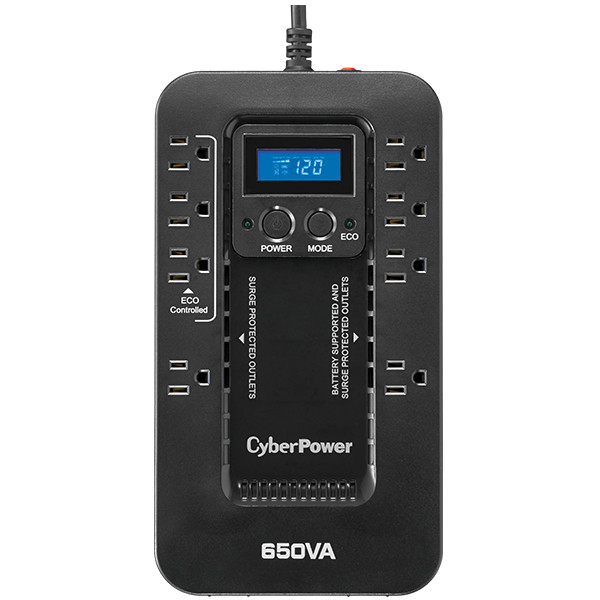 120
POWER
MODE
ECO
ECO
Controlled
SURGE PROTECTED OUTLETS
BATTERY SUPPORTED AND
SURGE PROTECTED OUTLETS
CyberPower
650VA